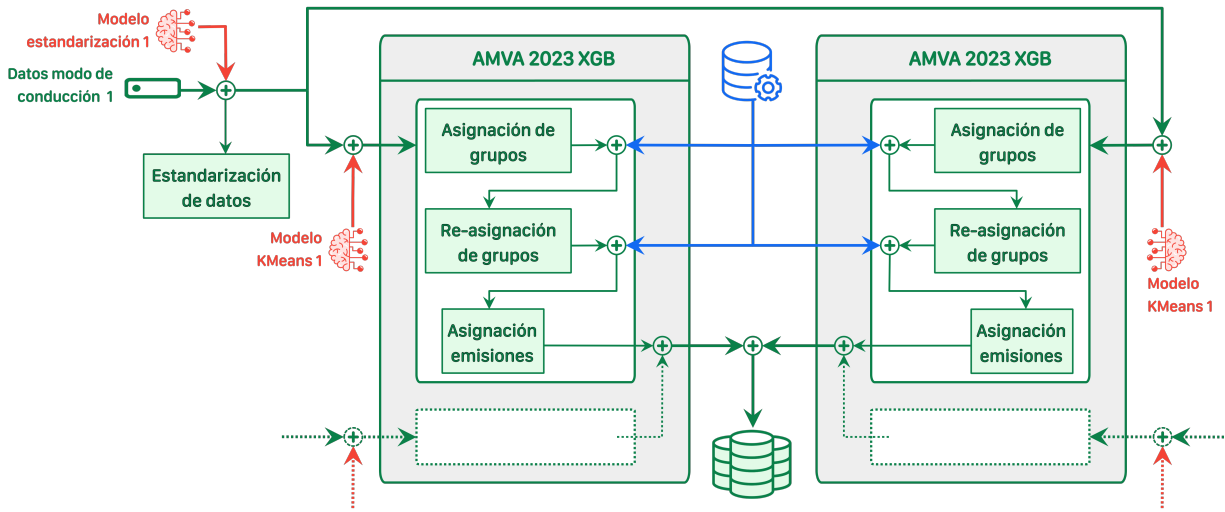 Modelo
estandarización 1
Datos modo de
conducción 1
Estandarización
de datos
Modelo
KMeans 1
AMVA 2023 XGB
Asignación de
grupos
Re-asignación
de grupos
Asignación
emisiones
AMVA 2023 XGB
Asignación de
grupos
Re-asignación
de grupos
Asignación
emisiones
Modelo
KMeans 1